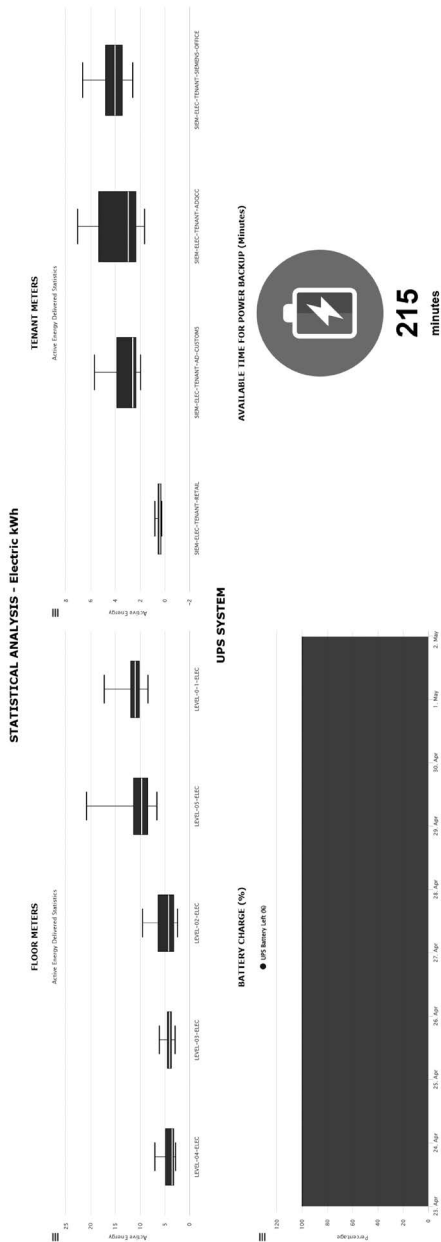 STATISTICAL ANALYSIS - Electric kWh
FLOOR METERS
Active Energy Delivered Statistics
25
20
15
10
5
0
Active Energy
LEVEL-04-ELEC
LEVEL-03-ELEC
LEVEL-02-ELEC
LEVEL-05-ELEC
LEVEL-0-1-ELEC
TENANT METERS
Active Energy Delivered Statistics
8
6
4
2
0
-2
Active Energy
SIEM-ELEC-TENANT-RETAIL
SIEM-ELEC-TENANT-AD-CUSTOMS
SIEM-ELEC-TENANT-ADQCC
SIEM-ELEC-TENANT-SIEMENS-OFFICE
UPS SYSTEM
BATTERY CHARGE (%)
UPS Battery Left (%)
120
100
80
60
40
20
0
Percentage
23. Apr
24. Apr
25. Apr
26. Apr
27. Apr
28. Apr
29. Apr
30. Apr
1. May
2. May
AVAILABLE TIME FOR POWER BACKUP (Minutes)
215
minutes